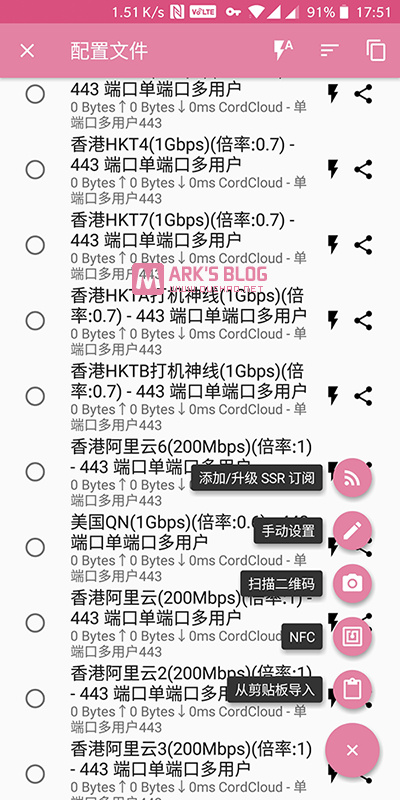 1.51 K/s VoLTE 91% 17:51
配置文件
443 端口单端口多用户
0 Bytes↑0 Bytes↓0ms CordCloud - 单
端口多用户443
香港HKT4(1Gbps)(倍率:0.7) -
443 端口单端口多用户
0 Bytes↑0 Bytes↓0ms CordCloud - 单
端口多用户443
香港HKT7(1Gbps)(倍率:0.7) -
443 端口单端口多用户
0 Bytes↑0 Bytes↓0ms CordCloud - 单
端口多用户443
ARK'S BLOG
香港HKTA打机神线(1Gbps)(倍
率:0.7) - 443 端口单端口多用户
0 Bytes↑0 Bytes↓0ms CordCloud - 单
端口多用户443
香港HKTB打机神线(1Gbps)(倍
率:0.7) - 443 端口单端口多用户
0 Bytes↑0 Bytes↓0ms CordCloud - 单
端口多用户443
香港阿里云6(200Mbps)(倍率:1)
- 443 端口单端口多用户
0 Bytes↑0 Bytes
添加/升级 SSR 订阅
端口多用户443
美国QN(1Gbps)(倍率:0.
端口单端口多用户
手动设置
0 Bytes↑0 Bytes↓0ms CordCloud - 单
端口多用户443
扫描二维码
香港阿里云(200Mbps)(倍率:1) -
443 端口单端口多用户
0 Bytes↑0 Bytes↓0ms CordCloud
NFC
端口多用户443
香港阿里云2(200Mbps)(倍率:1)
- 443 端口单端口多用户
从剪贴板导入
0 Bytes↑0 Bytes↓0ms CordCloud - 单
端口多用户443
香港阿里云3(200Mbps)(倍率:1)
- 443 端口单端口多用户
0 Bytes↑0 Bytes↓0ms CordCloud - 单